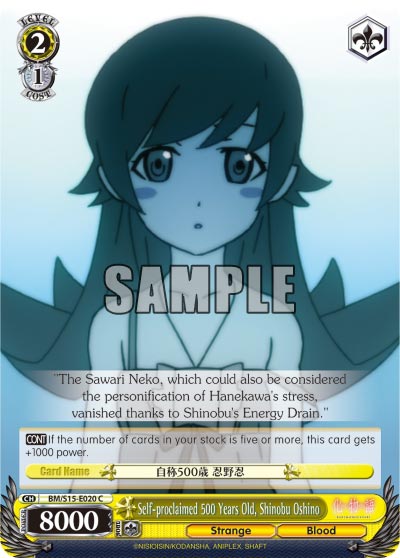 LEVEL
2
1
COST
SAMPLE
"The Sawari Neko, which could also be considered
the personification of Hanekawa's stress,
vanished thanks to Shinobu's Energy Drain."
CONT If the number of cards in your stock is five or more, this card gets
+1000 power.
Card Name 自称500歳 忍野忍
CH BM/S15-E020 C
Self-proclaimed 500 Years Old, Shinobu Oshino
POWER 8000
Strange Blood
©NISIOISIN/KODANSHA, ANIPLEX, SHAFT